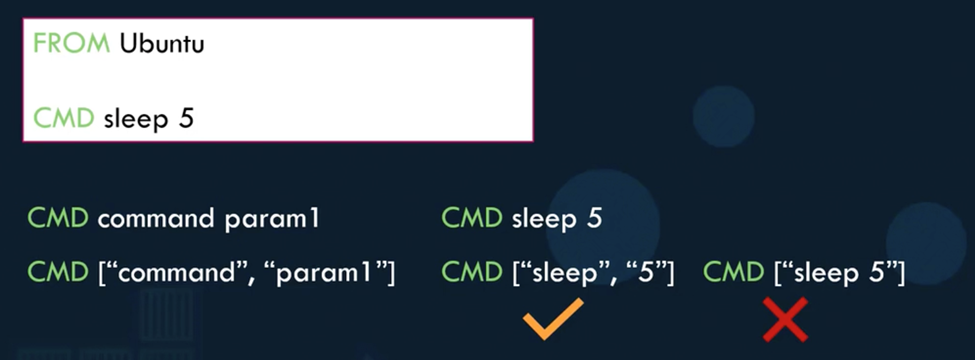 FROM Ubuntu
CMD sleep 5
CMD command param1
CMD sleep 5
CMD [“command”, “param1”]
CMD [“sleep”, “5”]
CMD [“sleep 5”]